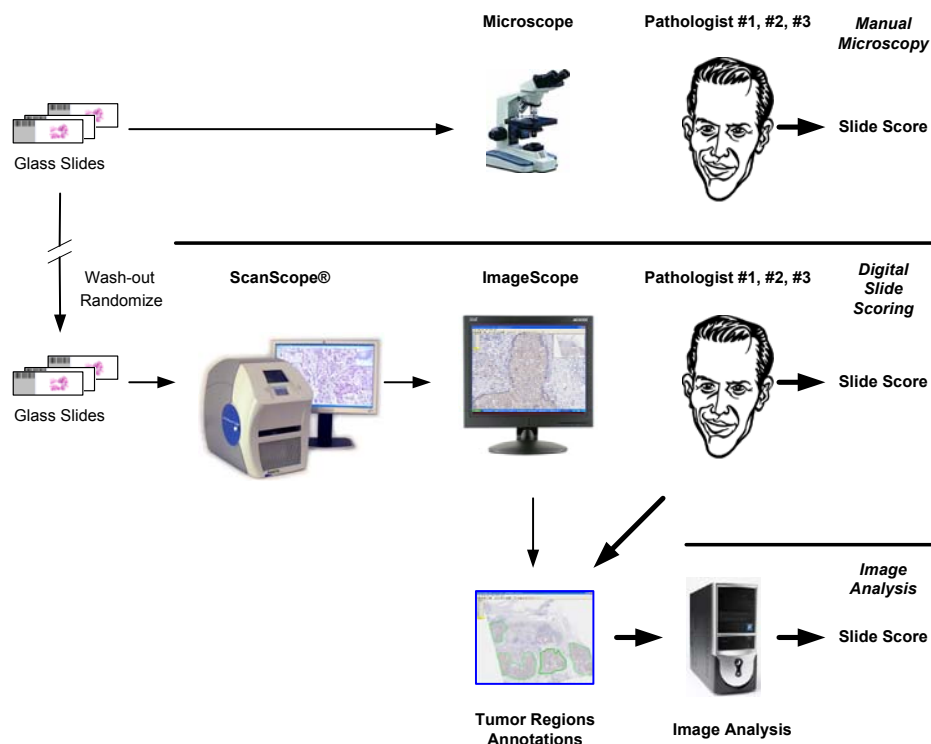 Microscope
Pathologist #1, #2, #3
Manual
Microscopy
Glass Slides
Slide Score
Wash-out
Randomize
ScanScope®
ImageScope
Pathologist #1, #2, #3
Digital
Slide
Scoring
Glass Slides
Slide Score
Image
Analysis
Slide Score
Tumor Regions
Annotations
Image Analysis